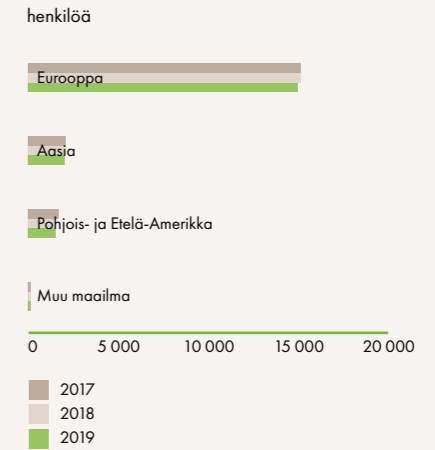 henkilöä
Eurooppa
Aasia
Pohjois- ja Etelä-Amerikka
Muu maailma
0 5 000 10 000 15 000 20 000
2017
2018
2019